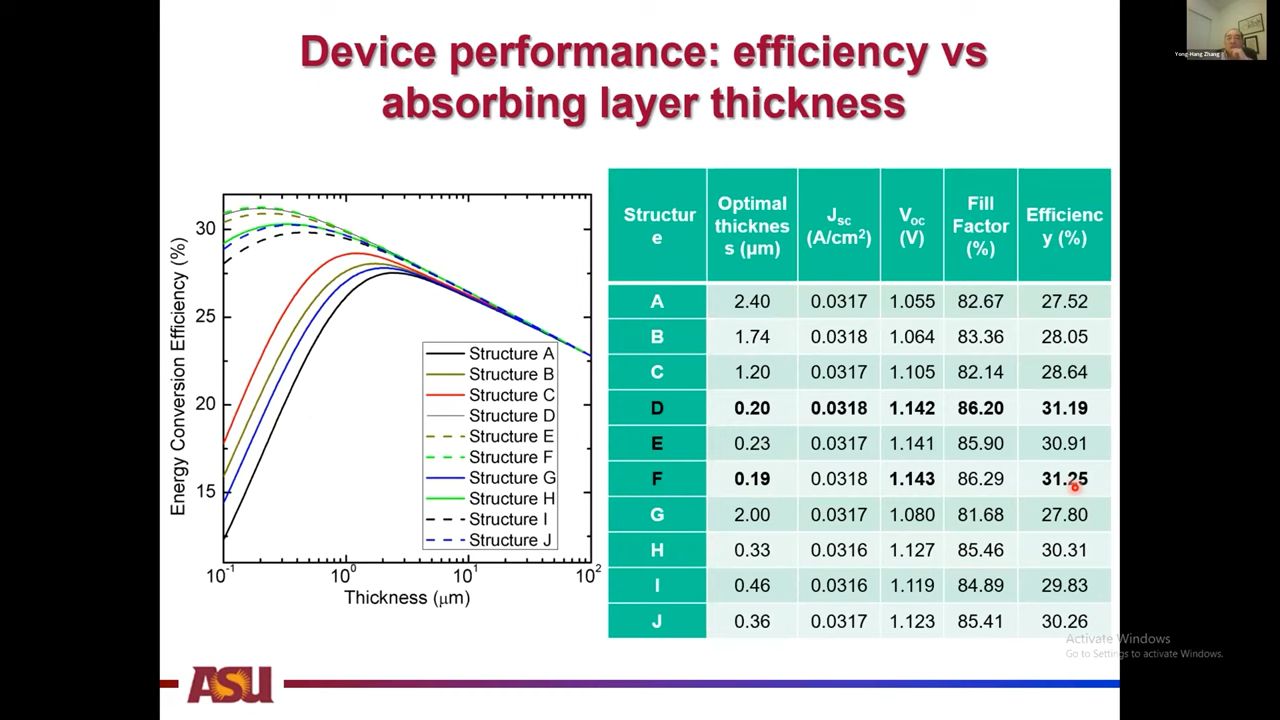 Device performance: efficiency vs
absorbing layer thickness
Yong-Hang Zhang
Energy Conversion Efficiency (%)
30
25
20
15
10⁻¹
10⁰
10¹
10²
Thickness (μm)
Structure A
Structure B
Structure C
Structure D
Structure E
Structure F
Structure G
Structure H
Structure I
Structure J
Structur
e
Optimal
thicknes
s (μm)
Jsc
(A/cm²)
Voc
(V)
Fill
Factor
(%)
Efficienc
y (%)
A 2.40 0.0317 1.055 82.67 27.52
B 1.74 0.0318 1.064 83.36 28.05
C 1.20 0.0317 1.105 82.14 28.64
D 0.20 0.0318 1.142 86.20 31.19
E 0.23 0.0317 1.141 85.90 30.91
F 0.19 0.0318 1.143 86.29 31.25
G 2.00 0.0317 1.080 81.68 27.80
H 0.33 0.0316 1.127 85.46 30.31
I 0.46 0.0316 1.119 84.89 29.83
J 0.36 0.0317 1.123 85.41 30.26
Activate Windows
Go to Settings to activate Windows.
ASU